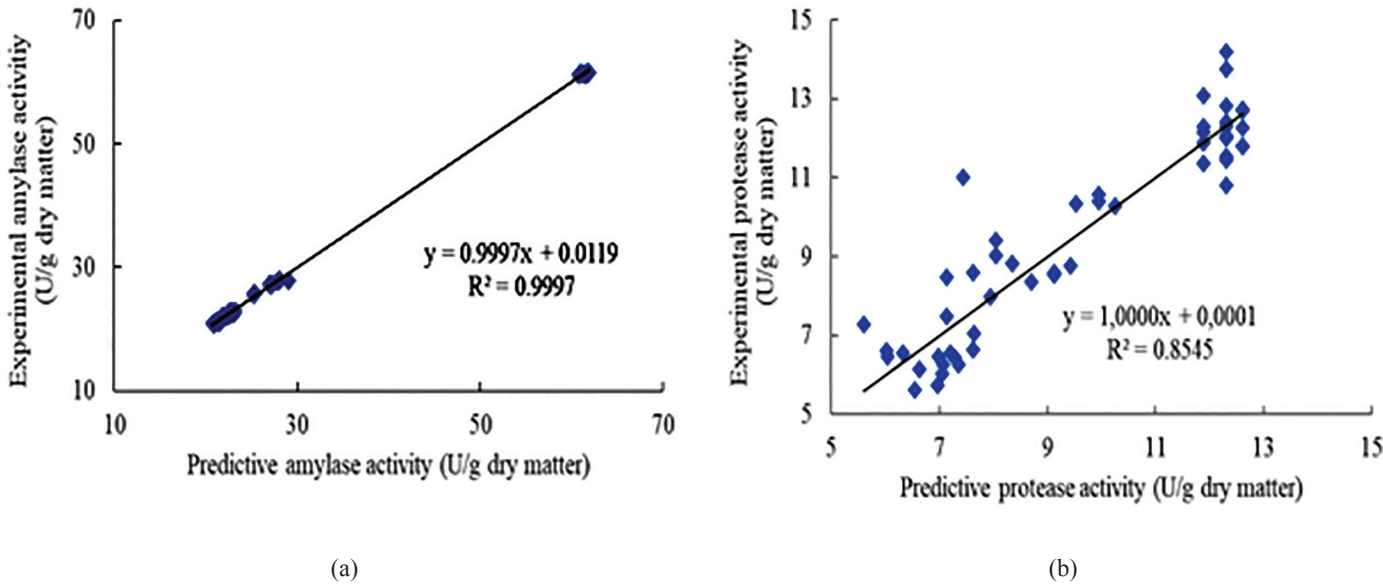 Experimental amylase activitiy
(U/g dry matter)
70
50
30
10
10 30 50 70
y = 0.9997x + 0.0119
R² = 0.9997
Predictive amylase activity (U/g dry matter)
(a)
Experimental protease activity
(U/g dry matter)
15
13
11
9
7
5
5 7 9 11 13 15
y = 1,0000x + 0,0001
R² = 0.8545
Predictive protease activity (U/g dry matter)
(b)